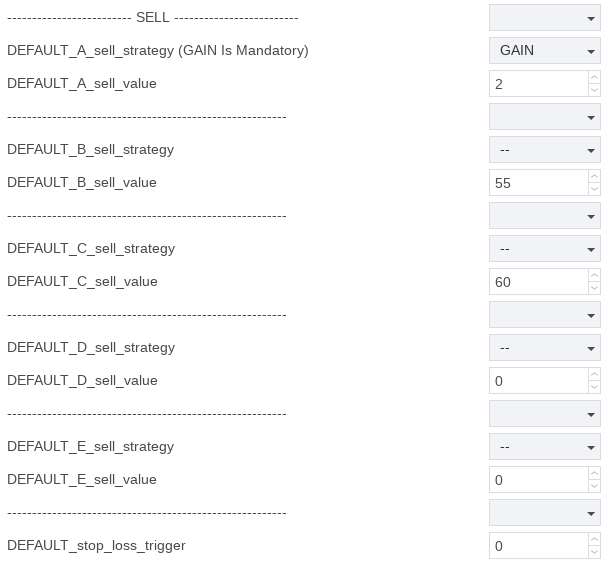 ------------------------- SELL -------------------------
DEFAULT_A_sell_strategy (GAIN Is Mandatory) GAIN
DEFAULT_A_sell_value 2
--------------------------------------------------------
DEFAULT_B_sell_strategy --
DEFAULT_B_sell_value 55
--------------------------------------------------------
DEFAULT_C_sell_strategy --
DEFAULT_C_sell_value 60
--------------------------------------------------------
DEFAULT_D_sell_strategy --
DEFAULT_D_sell_value 0
--------------------------------------------------------
DEFAULT_E_sell_strategy --
DEFAULT_E_sell_value 0
--------------------------------------------------------
DEFAULT_stop_loss_trigger 0